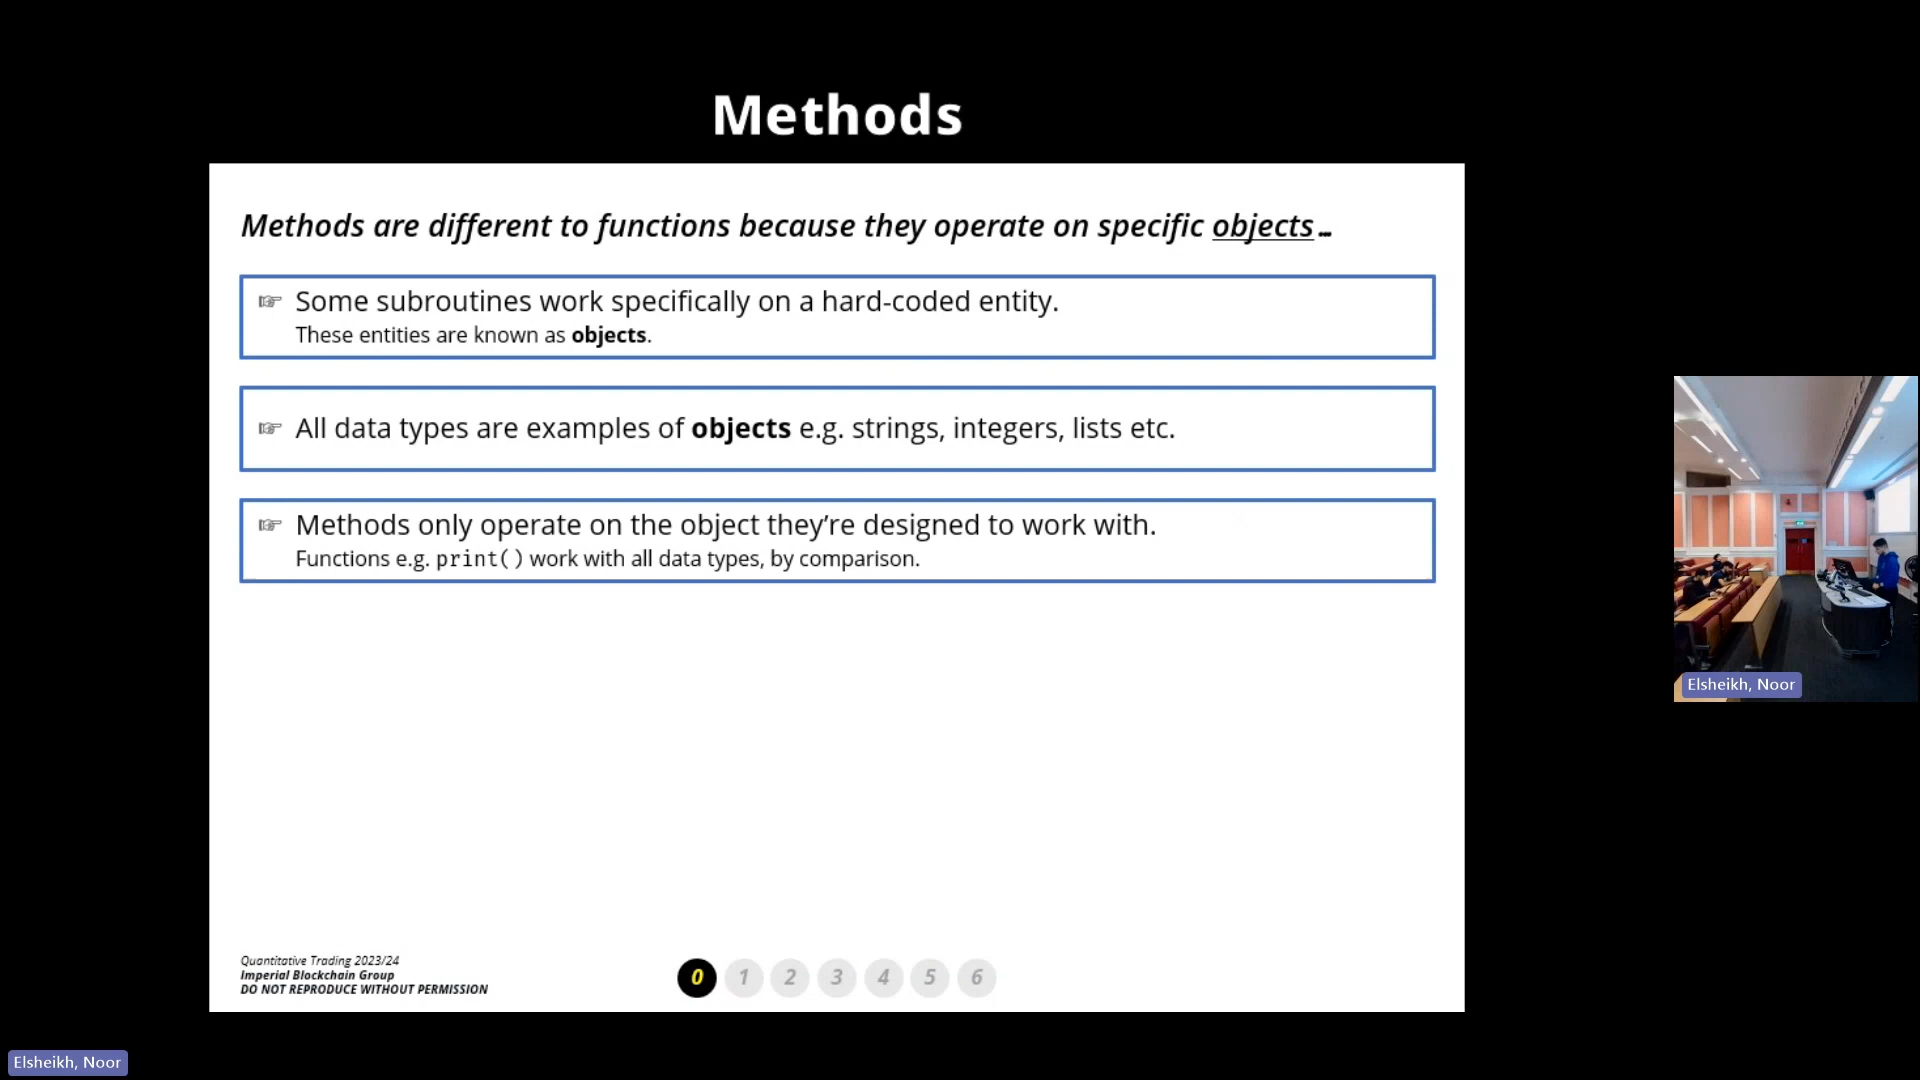 Methods
Methods are different to functions because they operate on specific objects...
☞ Some subroutines work specifically on a hard-coded entity.
These entities are known as objects.
☞ All data types are examples of objects e.g. strings, integers, lists etc.
☞ Methods only operate on the object they’re designed to work with.
Functions e.g. print() work with all data types, by comparison.
Quantitative Trading 2023/24
Imperial Blockchain Group
DO NOT REPRODUCE WITHOUT PERMISSION
0 1 2 3 4 5 6
Elsheikh, Noor
Elsheikh, Noor